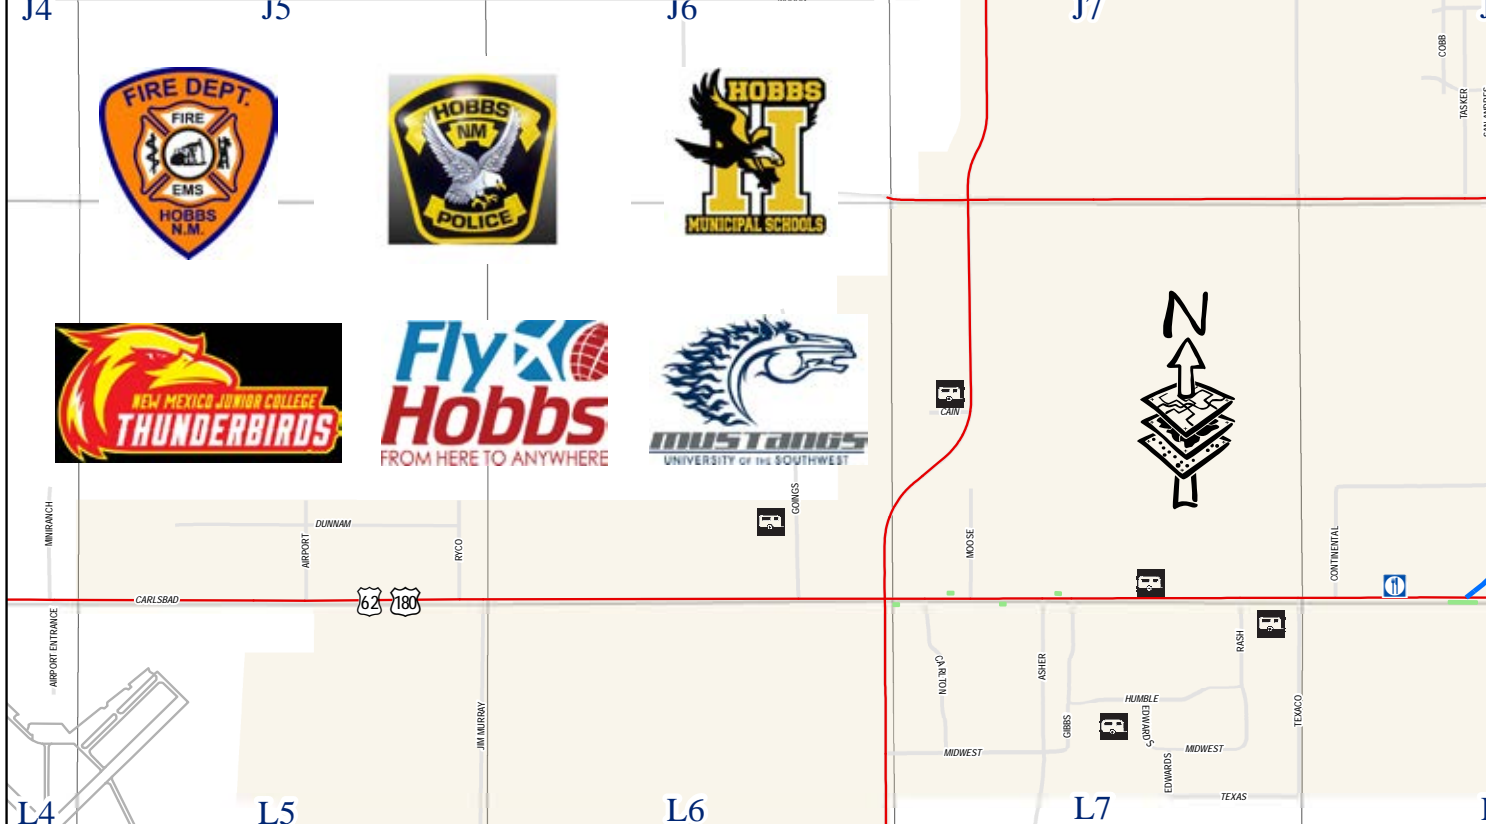 J4
J5
J6
J7
COBB
TASKER
FIRE DEPT.
FIRE
EMS
HOBBS
N.M.
HOBBS
NM
POLICE
HOBBS
H
MUNICIPAL SCHOOLS
N
NEW MEXICO JUNIOR COLLEGE
THUNDERBIRDS
Fly
Hobbs
FROM HERE TO ANYWHERE
MUSTANGS
UNIVERSITY OF THE SOUTHWEST
CAIN
MINIRANCH
DUNNAM
AIRPORT
RYCO
GOINGS
MOOSE
CONTINENTAL
CARLSBAD
62
180
AIRPORT ENTRANCE
JIM MURRAY
CARLTON
ASHER
GIBBS
HUMBLE
EDWARDS
RASH
TEXACO
MIDWEST
MIDWEST
EDWARDS
TEXAS
L4
L5
L6
L7